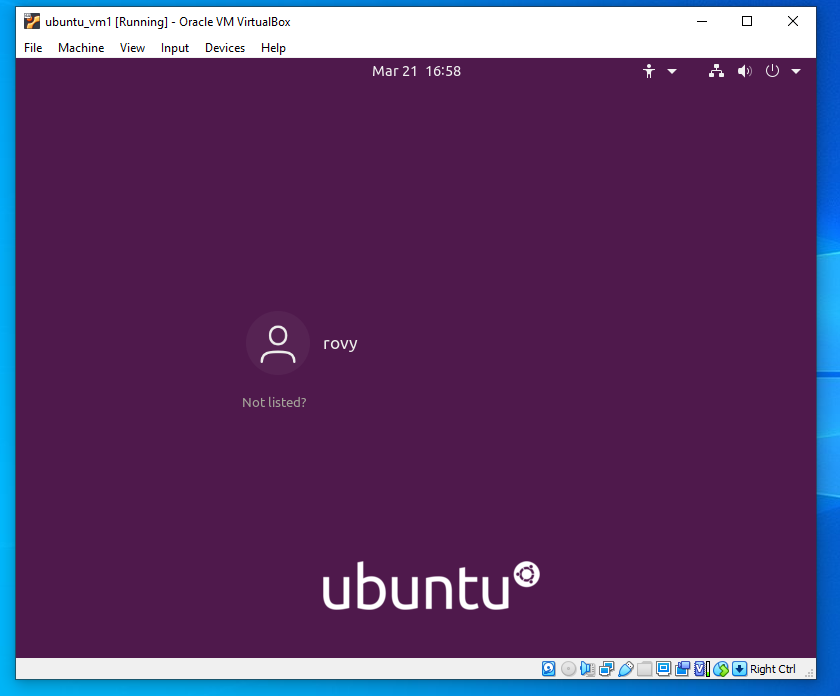 ubuntu_vm1 [Running] - Oracle VM VirtualBox
File Machine View Input Devices Help
Mar 21 16:58
rovy
Not listed?
ubuntu
Right Ctrl